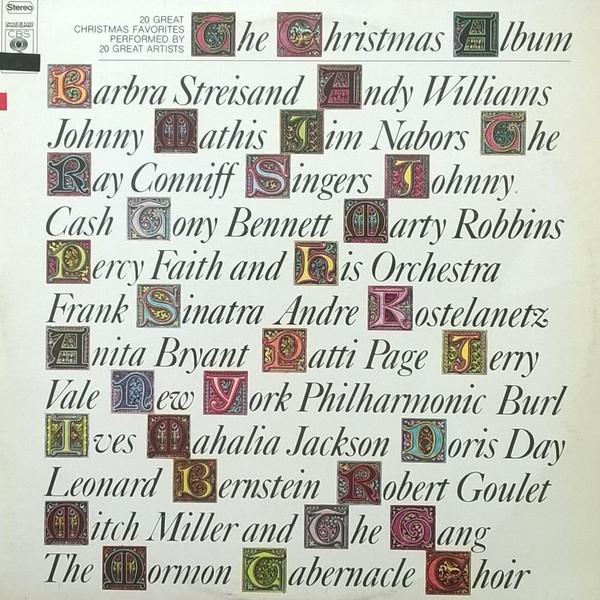 Stereo
CBS
20 GREAT
CHRISTMAS FAVORITES
PERFORMED BY
20 GREAT ARTISTS
The Christmas Album
Barbra Streisand Andy Williams
Johnny Mathis Jim Nabors The
Ray Conniff Singers Johnny
Cash Tony Bennett Marty Robbins
Percy Faith and His Orchestra
Frank Sinatra Andre Kostelanetz
Anita Bryant Patti Page Jerry
Vale New York Philharmonic Burl
Ives Mahalia Jackson Doris Day
Leonard Bernstein Robert Goulet
Mitch Miller and The Gang
The Mormon Tabernacle Choir